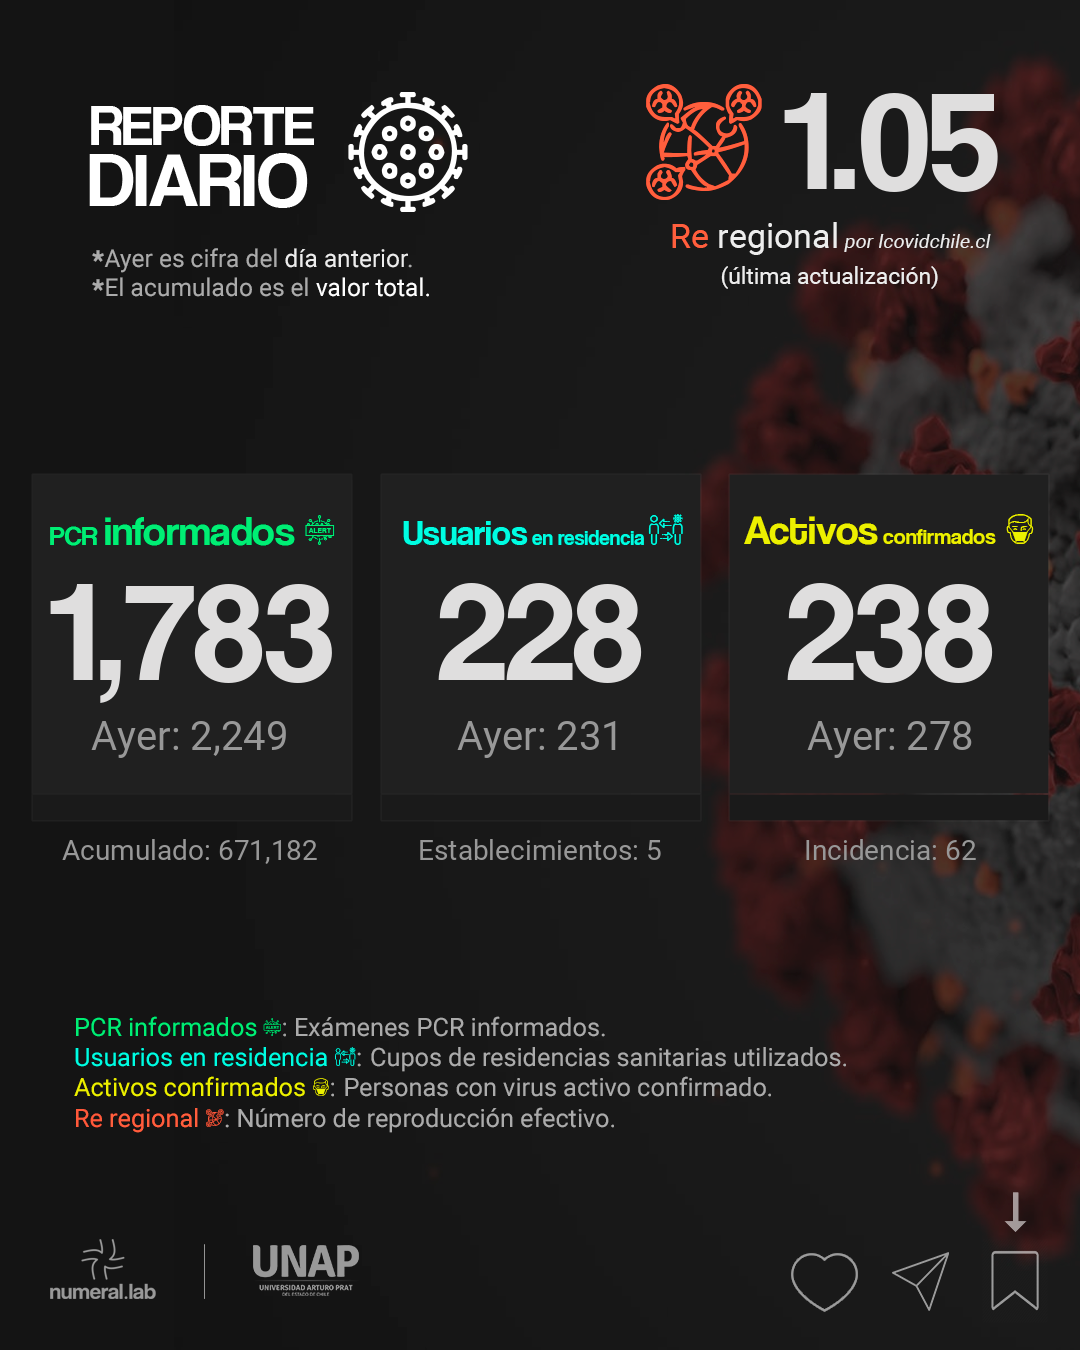 REPORTE
DIARIO
*Ayer es cifra del día anterior.
*El acumulado es el valor total.
1.05
Re regional por Icovidchile.cl
(última actualización)
PCR informados ALERT
1,783
Ayer: 2,249
Acumulado: 671,182
Usuarios en residencia
228
Ayer: 231
Establecimientos: 5
Activos confirmados
238
Ayer: 278
Incidencia: 62
PCR informados ALERT: Exámenes PCR informados.
Usuarios en residencia : Cupos de residencias sanitarias utilizados.
Activos confirmados : Personas con virus activo confirmado.
Re regional : Número de reproducción efectivo.
numeral.lab
UNAP
UNIVERSIDAD ARTURO PRAT
DEL ESTADO DE CHILE